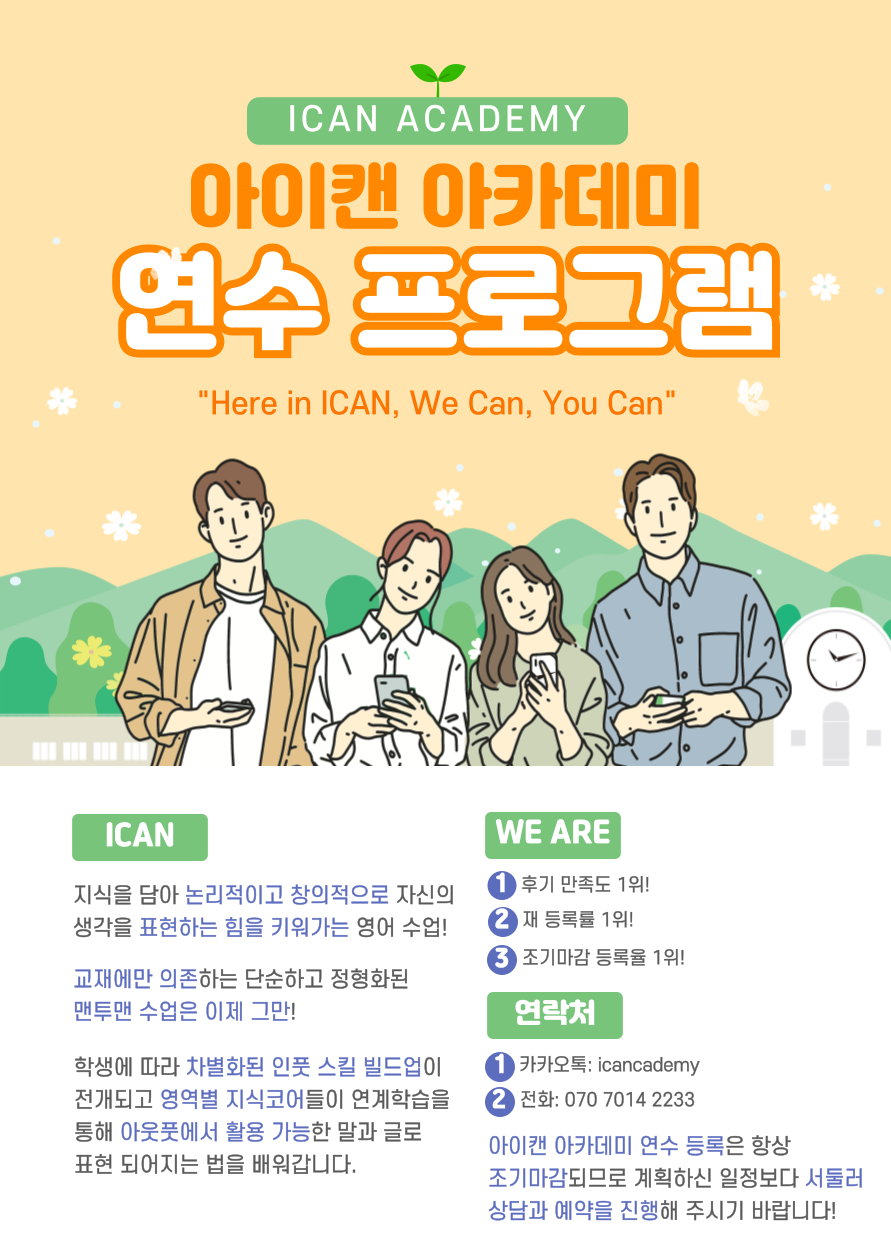 ICAN ACADEMY
아이캔 아카데미
연수 프로그램
"Here in ICAN, We Can, You Can"
ICAN
지식을 담아 논리적이고 창의적으로 자신의
생각을 표현하는 힘을 키워가는 영어 수업!
교재에만 의존하는 단순하고 정형화된
맨투맨 수업은 이제 그만!
학생에 따라 차별화된 인풋 스킬 빌드업이
전개되고 영역별 지식코어들이 연계학습을
통해 아웃풋에서 활용 가능한 말과 글로
표현 되어지는 법을 배워갑니다.
WE ARE
1 후기 만족도 1위!
2 재 등록률 1위!
3 조기마감 등록율 1위!
연락처
1 카카오톡: icancademy
2 전화: 070 7014 2233
아이캔 아카데미 연수 등록은 항상
조기마감되므로 계획하신 일정보다 서둘러
상담과 예약을 진행해 주시기 바랍니다!